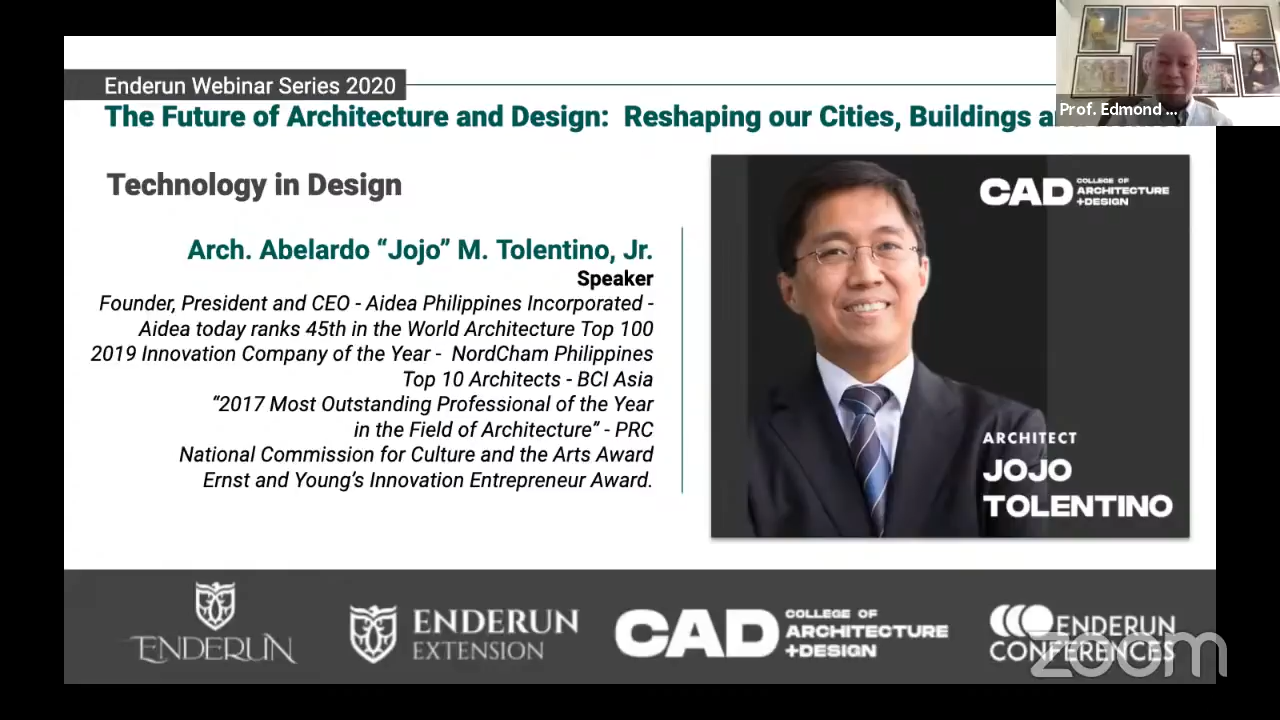 Enderun Webinar Series 2020
The Future of Architecture and Design: Reshaping our Cities, Buildings
Prof. Edmond ...
Technology in Design
Arch. Abelardo “Jojo” M. Tolentino, Jr.
Speaker
Founder, President and CEO - Aidea Philippines Incorporated -
Aidea today ranks 45th in the World Architecture Top 100
2019 Innovation Company of the Year - NordCham Philippines
Top 10 Architects - BCI Asia
“2017 Most Outstanding Professional of the Year
in the Field of Architecture” - PRC
National Commission for Culture and the Arts Award
Ernst and Young’s Innovation Entrepreneur Award.
CAD COLLEGE OF
ARCHITECTURE
+DESIGN
ARCHITECT
JOJO
TOLENTINO
ENDERUN
ENDERUN
EXTENSION
CAD COLLEGE OF
ARCHITECTURE
+DESIGN
ENDERUN
CONFERENCES
zoom